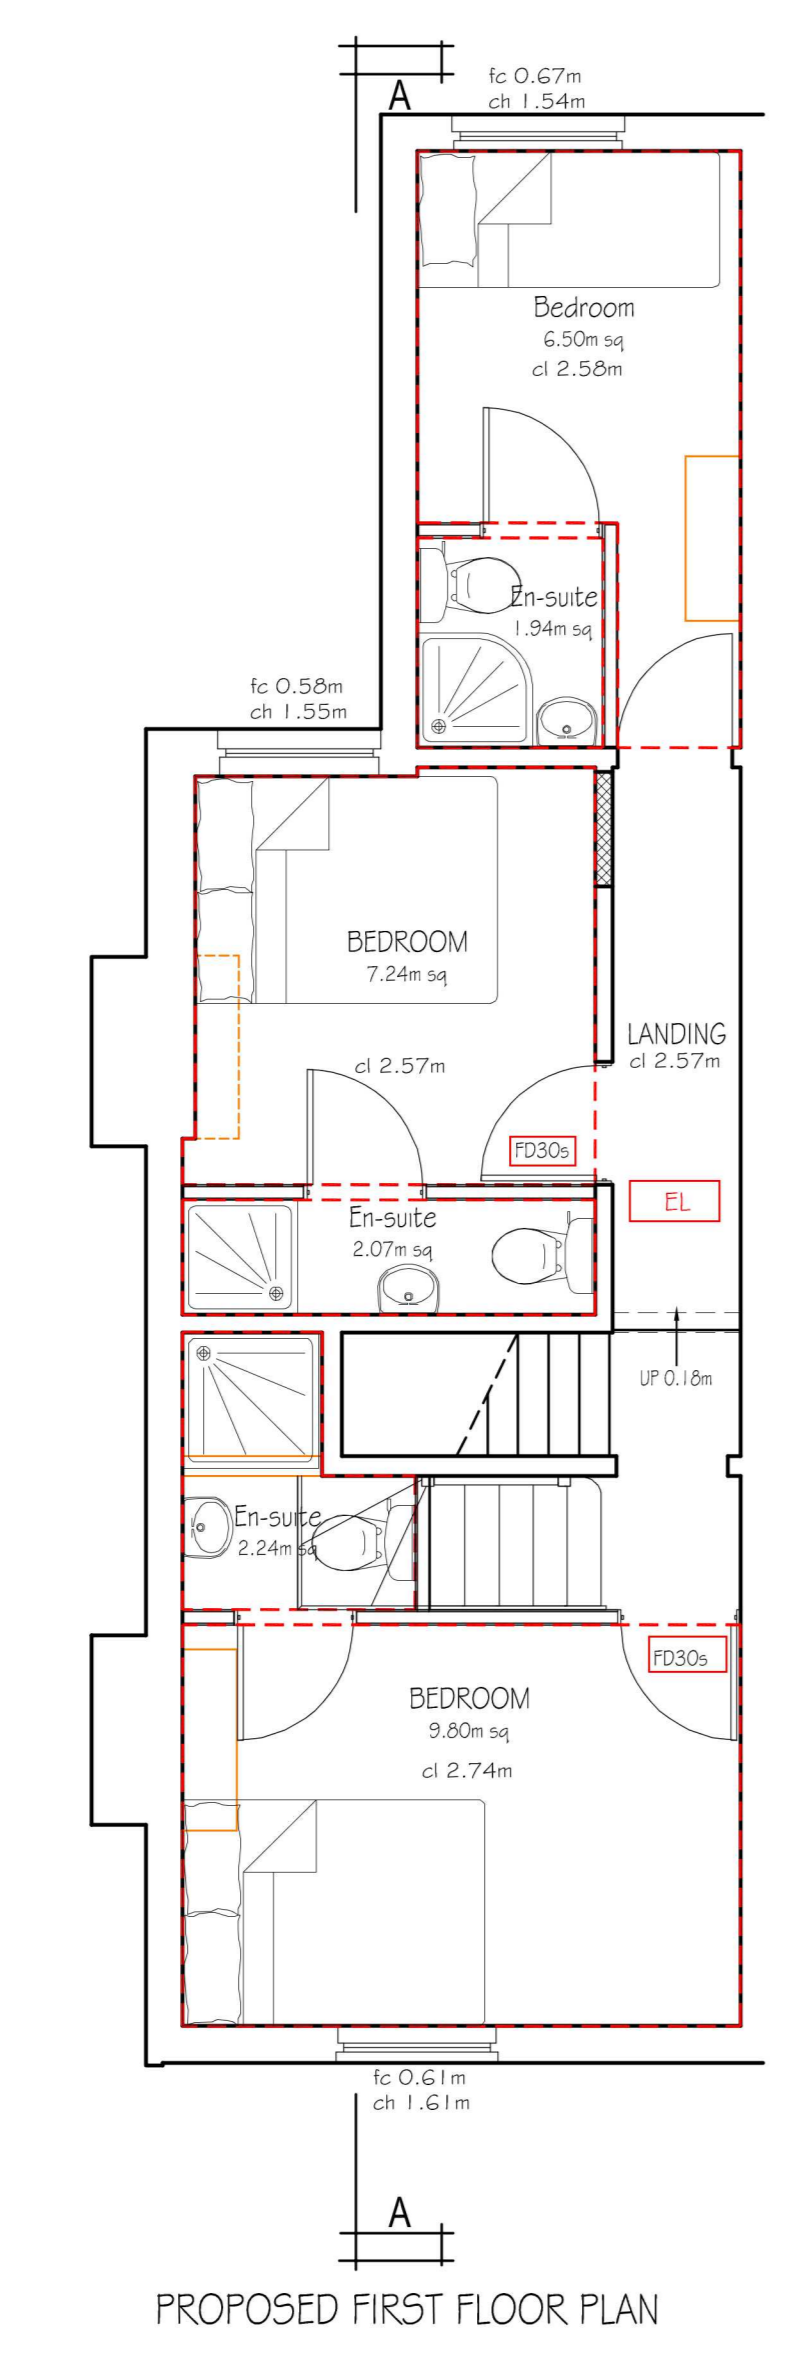 A
fc 0.67m
ch 1.54m
Bedroom
6.50m sq
cl 2.58m
En-suite
1.94m sq
fc 0.58m
ch 1.55m
BEDROOM
7.24m sq
cl 2.57m
LANDING
cl 2.57m
FD30s
EL
En-suite
2.07m sq
UP 0.18m
En-suite
2.24m sq
FD30s
BEDROOM
9.80m sq
cl 2.74m
fc 0.61m
ch 1.61m
A
PROPOSED FIRST FLOOR PLAN